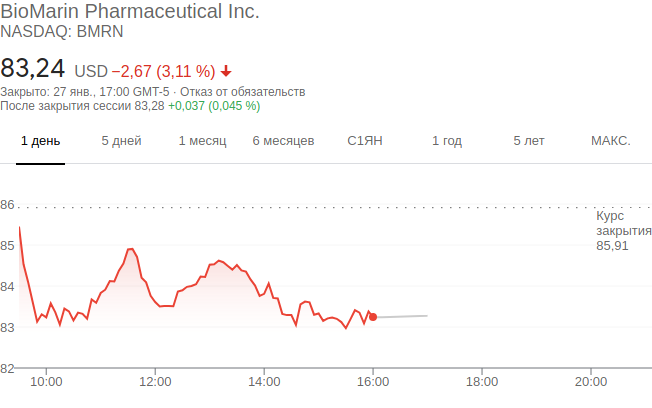 BioMarin Pharmaceutical Inc.
NASDAQ: BMRN
83,24 USD −2,67 (3,11 %)
Закрыто: 27 янв., 17:00 GMT-5 · Отказ от обязательств
После закрытия сессии 83,28 +0,037 (0,045 %)
1 день 5 дней 1 месяц 6 месяцев С1ЯН 1 год 5 лет МАКС.
86
Курс
закрытия
85,91
85
84
83
82
10:00 12:00 14:00 16:00 18:00 20:00